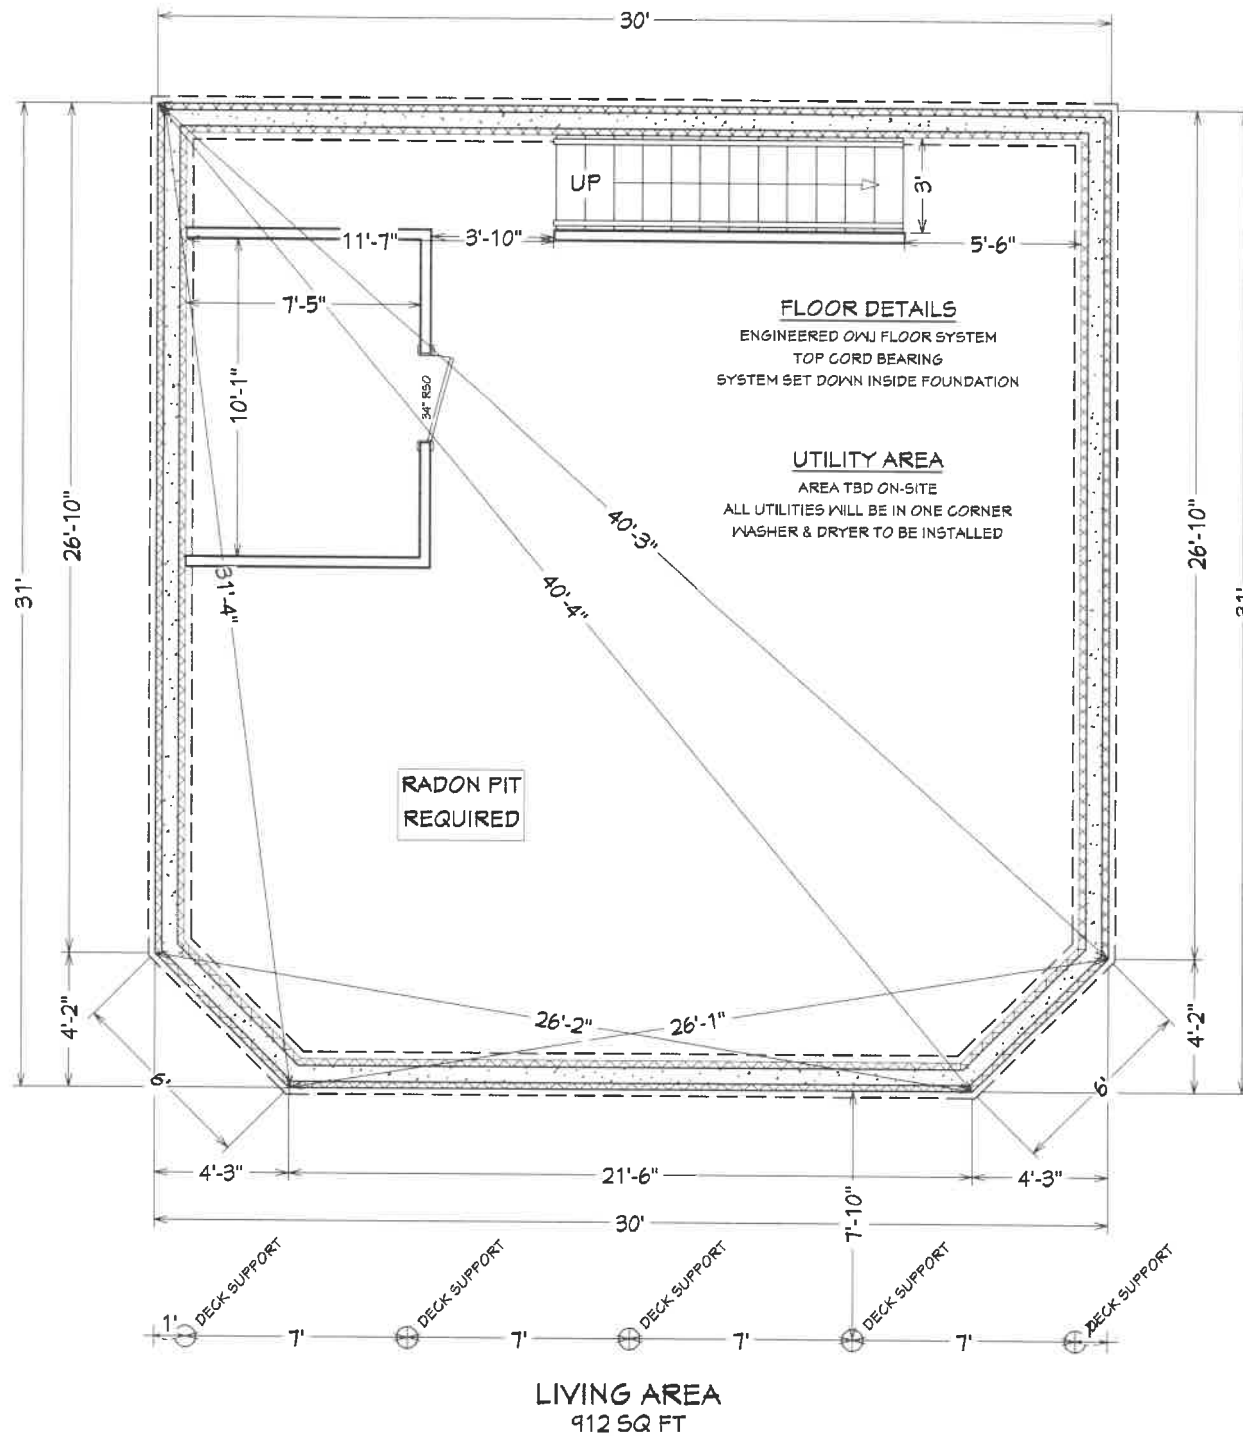 30'
UP
3'
11'-7"
3'-10"
5'-6"
7'-5"
FLOOR DETAILS
ENGINEERED OWJ FLOOR SYSTEM
TOP CORD BEARING
SYSTEM SET DOWN INSIDE FOUNDATION
10'-1"
34" RSO
UTILITY AREA
AREA TBD ON-SITE
ALL UTILITIES WILL BE IN ONE CORNER
WASHER & DRYER TO BE INSTALLED
26'-10"
31'
40'-3"
40'-4"
31'-4"
26'-10"
31'
RADON PIT
REQUIRED
4'-2"
26'-2"
26'-1"
4'-2"
6'
6'
4'-3"
21'-6"
4'-3"
7'-10"
30'
DECK SUPPORT
DECK SUPPORT
DECK SUPPORT
DECK SUPPORT
DECK SUPPORT
1'
7'
7'
7'
7'
LIVING AREA
912 SQ FT